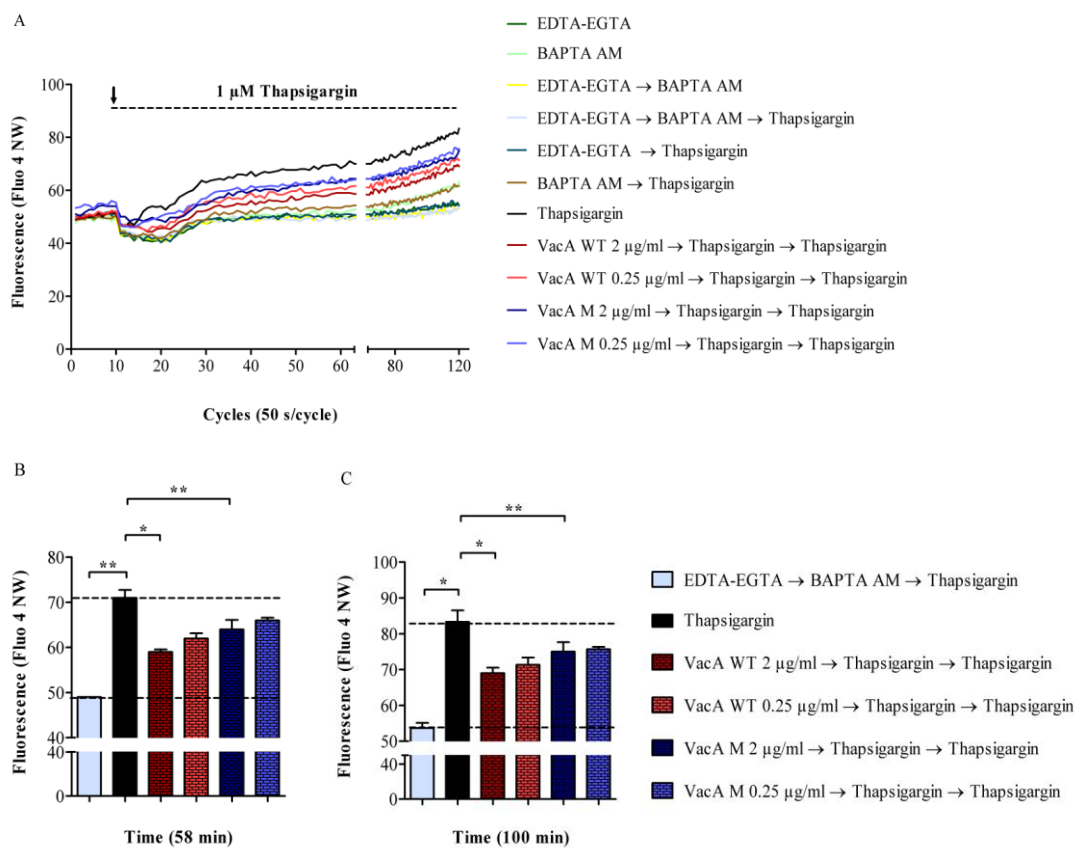 A
EDTA-EGTA
BAPTA AM
EDTA-EGTA → BAPTA AM
EDTA-EGTA → BAPTA AM → Thapsigargin
EDTA-EGTA → Thapsigargin
BAPTA AM → Thapsigargin
Thapsigargin
VacA WT 2 µg/ml → Thapsigargin → Thapsigargin
VacA WT 0.25 µg/ml → Thapsigargin → Thapsigargin
VacA M 2 µg/ml → Thapsigargin → Thapsigargin
VacA M 0.25 µg/ml → Thapsigargin → Thapsigargin
1 µM Thapsigargin
Fluorescence (Fluo 4 NW)
100
80
60
40
20
0
0 10 20 30 40 50 60 80 120
Cycles (50 s/cycle)
B
**
*
**
Fluorescence (Fluo 4 NW)
80
70
60
50
40
40
0
Time (58 min)
C
**
*
*
Fluorescence (Fluo 4 NW)
100
90
80
70
60
50
40
0
Time (100 min)
EDTA-EGTA → BAPTA AM → Thapsigargin
Thapsigargin
VacA WT 2 µg/ml → Thapsigargin → Thapsigargin
VacA WT 0.25 µg/ml → Thapsigargin → Thapsigargin
VacA M 2 µg/ml → Thapsigargin → Thapsigargin
VacA M 0.25 µg/ml → Thapsigargin → Thapsigargin